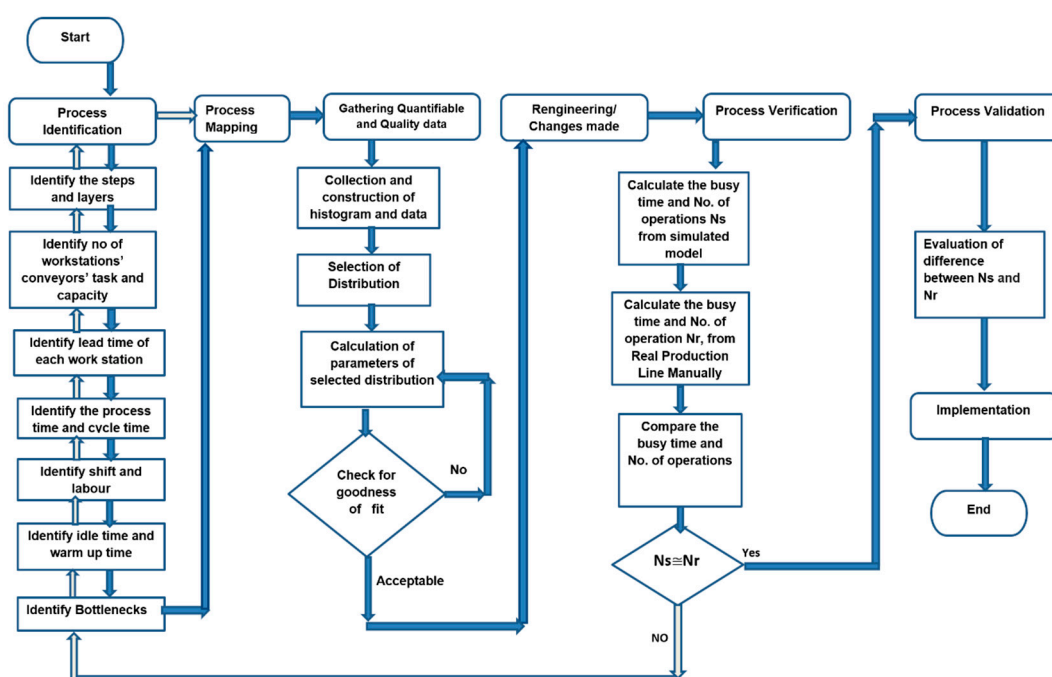 Start
Process
Identification
Identify the steps
and layers
Identify no of
workstations'
conveyors' task and
capacity
Identify lead time of
each work station
Identify the process
time and cycle time
Identify shift and
labour
Identify idle time and
warm up time
Identify Bottlenecks
Process
Mapping
Gathering Quantifiable
and Quality data
Collection and
construction of
histogram and data
Selection of
Distribution
Calculation of
parameters of
selected distribution
Check for
goodness
of fit
No
Acceptable
Rengineering/
Changes made
Process Verification
Calculate the busy
time and No. of
operations Ns
from simulated
model
Calculate the busy
time and No. of
operation Nr, from
Real Production
Line Manually
Compare the
busy time and
No. of operations
Ns≅Nr
Yes
NO
Process Validation
Evaluation of
difference
between Ns and
Nr
Implementation
End